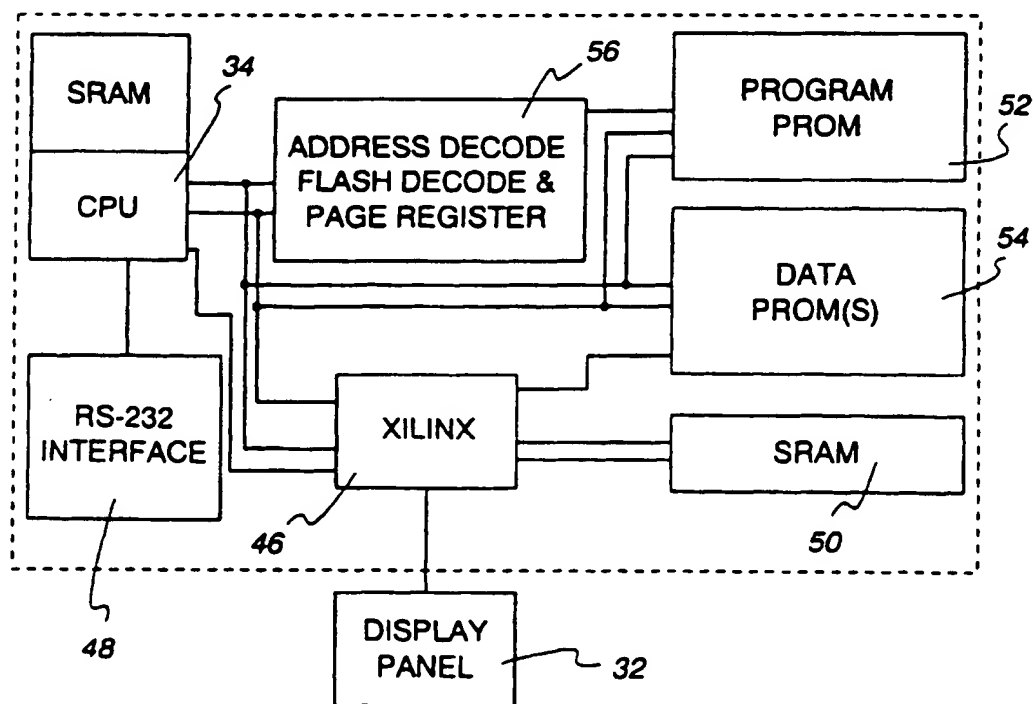 SRAM
34
CPU
56
ADDRESS DECODE
FLASH DECODE &
PAGE REGISTER
PROGRAM
PROM
52
54
DATA
PROM(S)
RS-232
INTERFACE
48
XILINX
46
SRAM
50
DISPLAY
PANEL
32